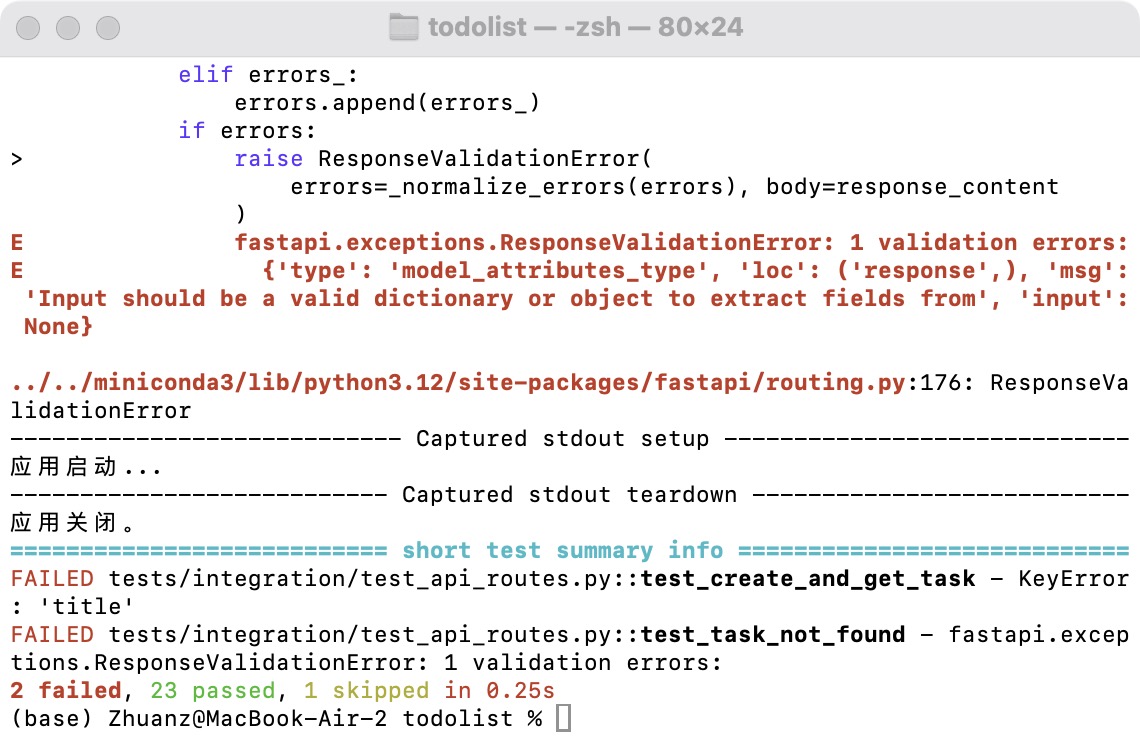 todolist — -zsh — 80×24
elif errors_:
errors.append(errors_)
if errors:
> raise ResponseValidationError(
errors=_normalize_errors(errors), body=response_content
)
E fastapi.exceptions.ResponseValidationError: 1 validation errors:
E {'type': 'model_attributes_type', 'loc': ('response',), 'msg':
'Input should be a valid dictionary or object to extract fields from', 'input':
None}
../../miniconda3/lib/python3.12/site-packages/fastapi/routing.py:176: ResponseVa
lidationError
---------------------------- Captured stdout setup -----------------------------
应用启动...
--------------------------- Captured stdout teardown ---------------------------
应用关闭。
=========================== short test summary info ============================
FAILED tests/integration/test_api_routes.py::test_create_and_get_task - KeyError
: 'title'
FAILED tests/integration/test_api_routes.py::test_task_not_found - fastapi.excep
tions.ResponseValidationError: 1 validation errors:
2 failed, 23 passed, 1 skipped in 0.25s
(base) Zhuanz@MacBook-Air-2 todolist %